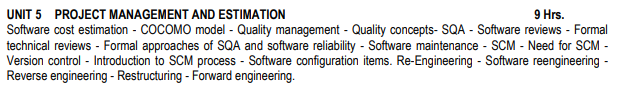 UNIT 5 PROJECT MANAGEMENT AND ESTIMATION 9 Hrs.
Software cost estimation - COCOMO model - Quality management - Quality concepts- SQA - Software reviews - Formal
technical reviews - Formal approaches of SQA and software reliability - Software maintenance - SCM - Need for SCM -
Version control - Introduction to SCM process - Software configuration items. Re-Engineering - Software reengineering -
Reverse engineering - Restructuring - Forward engineering.